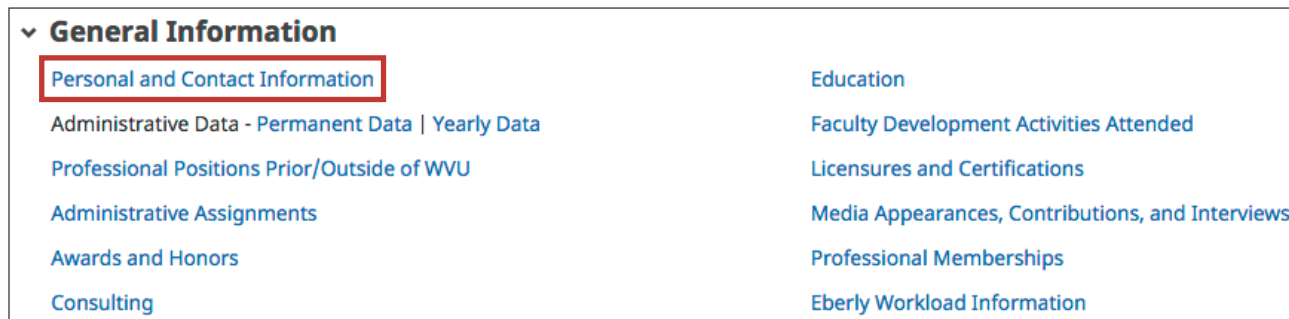 General Information
Personal and Contact Information
Administrative Data - Permanent Data | Yearly Data
Professional Positions Prior/Outside of WVU
Administrative Assignments
Awards and Honors
Consulting
Education
Faculty Development Activities Attended
Licensures and Certifications
Media Appearances, Contributions, and Interviews
Professional Memberships
Eberly Workload Information